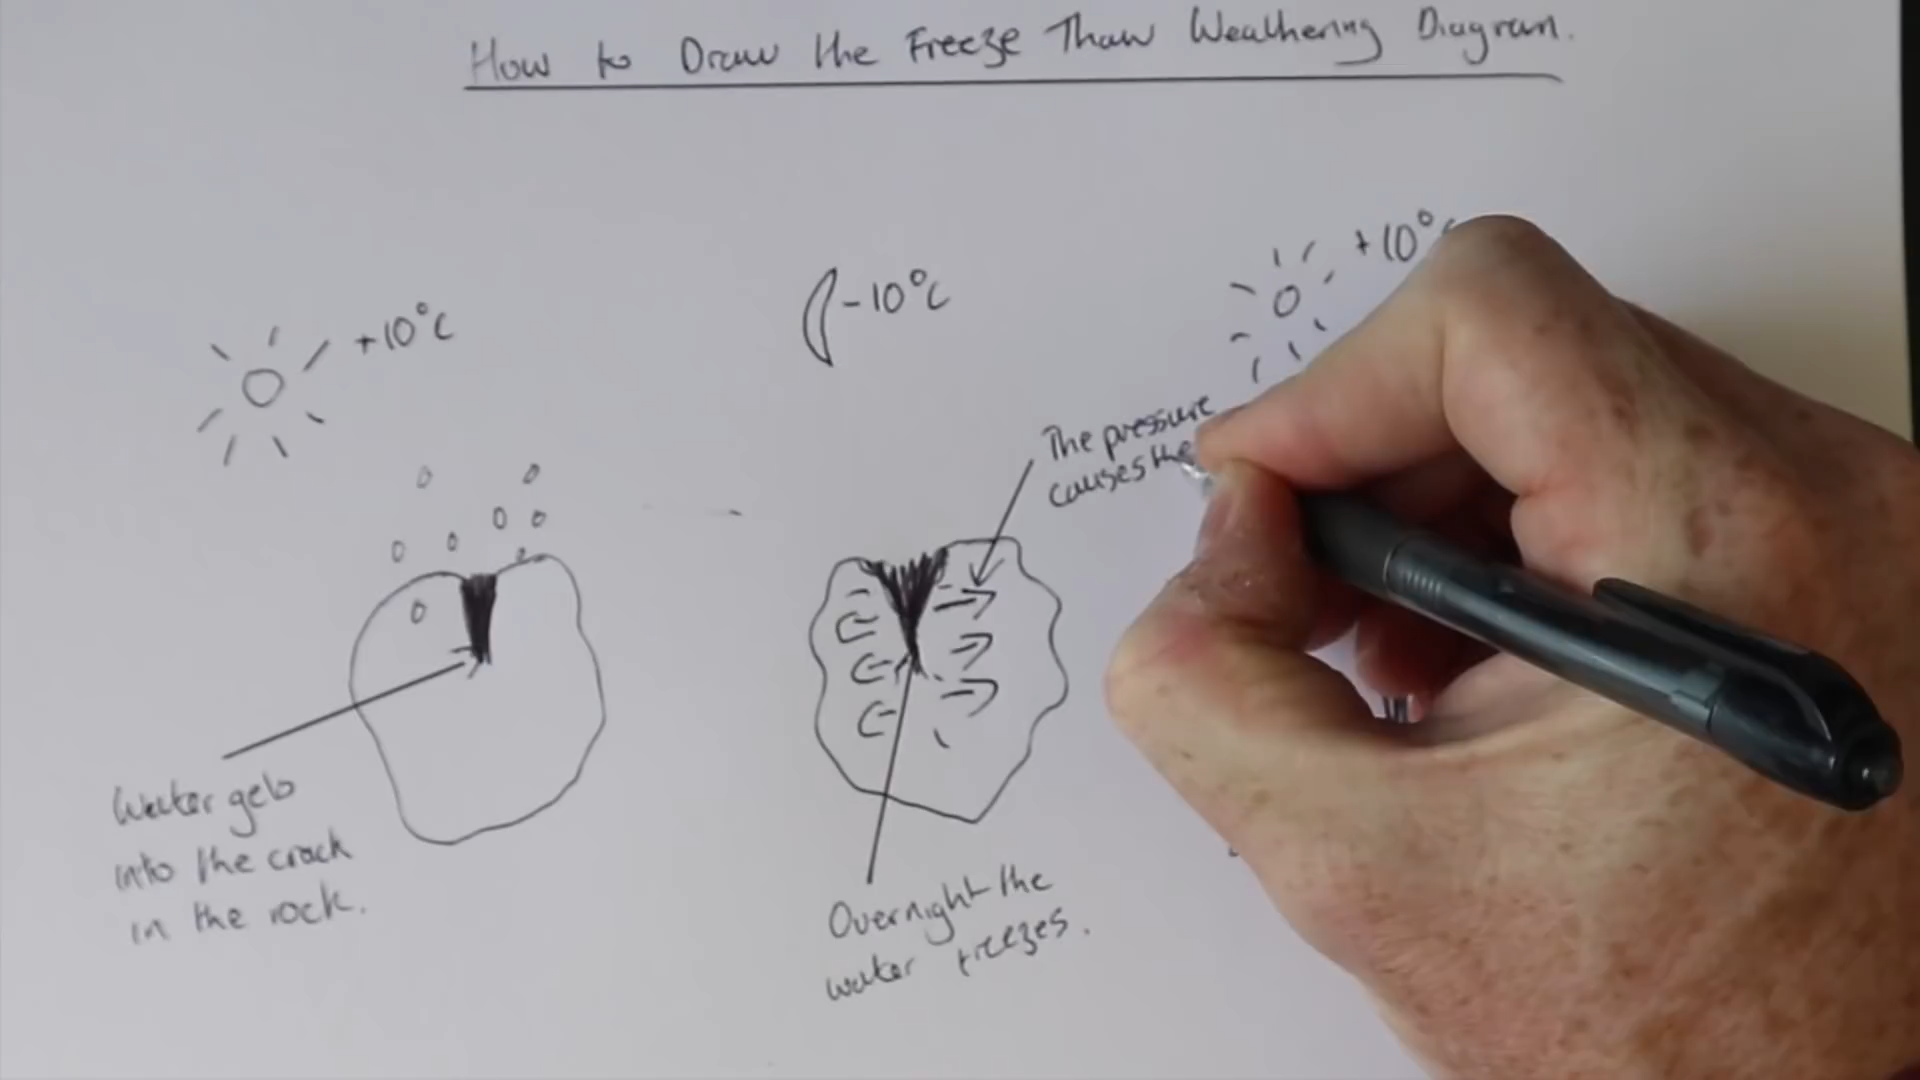 How to Draw the Freeze Thaw Weathering Diagram.
+10°C
-10°C
+10°C
The pressure
causes the
Water gets
into the crack
in the rock.
Overnight the
water freezes.